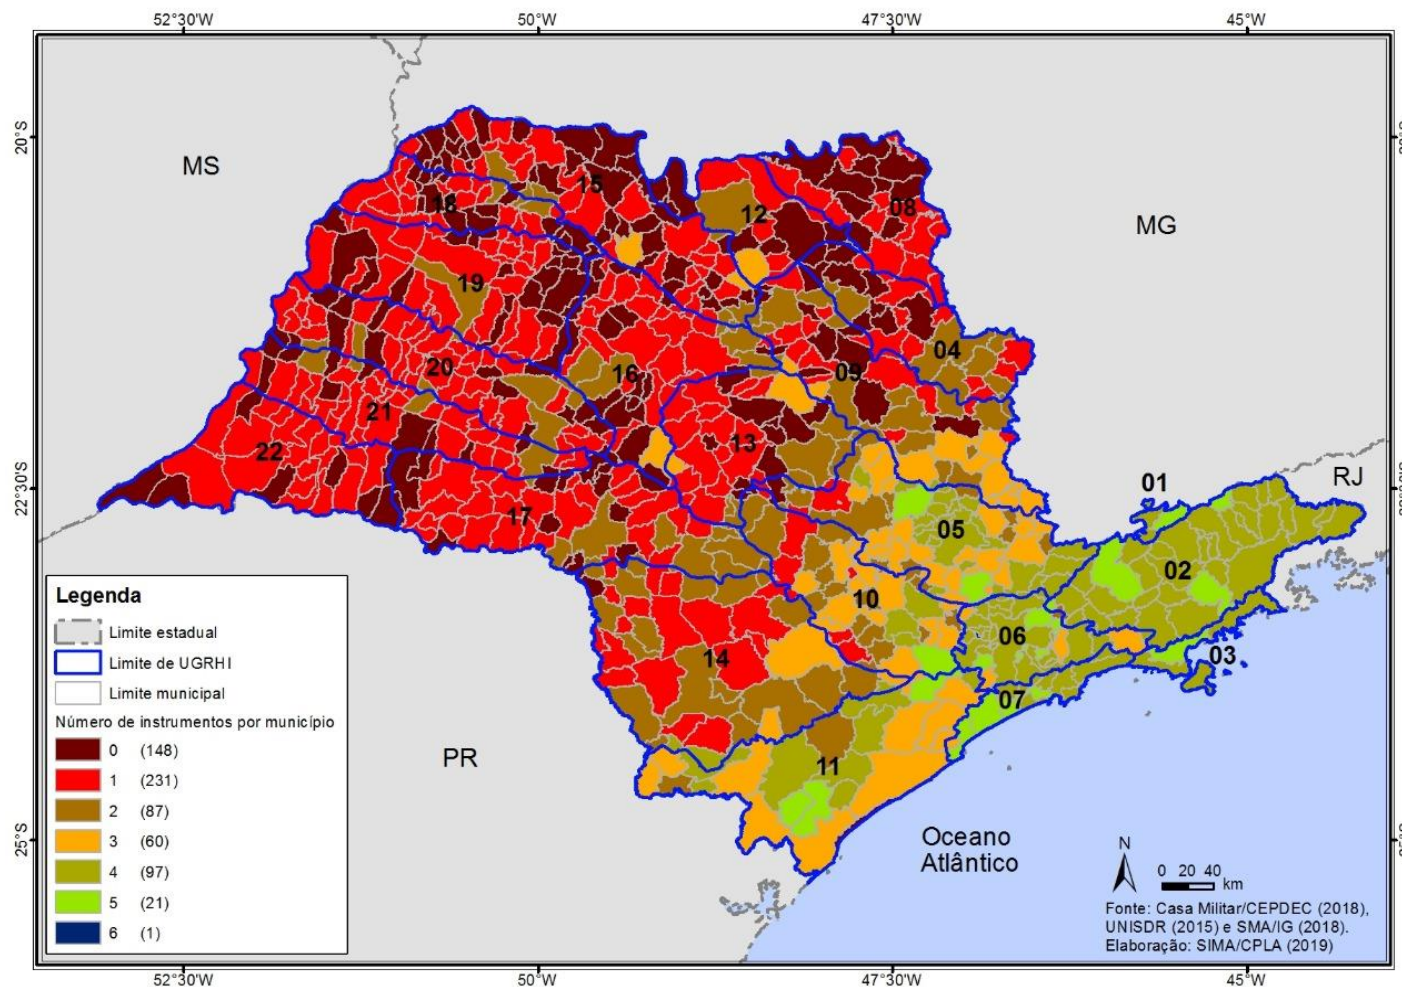 52°30'W 50°W 47°30'W 45°W
20°S
MS
MG
15
18
12
08
19
04
20
16
09
21
13
22
22°30'S
01
RJ
17
05
02
10
06
03
14
07
PR
11
25°S
Oceano
Atlântico
Legenda
Limite estadual
Limite de UGRHI
Limite municipal
Número de instrumentos por município
0 (148)
1 (231)
2 (87)
3 (60)
4 (97)
5 (21)
6 (1)
N
0 20 40
km
Fonte: Casa Militar/CEPDEC (2018),
UNISDR (2015) e SMA/IG (2018).
Elaboração: SIMA/CPLA (2019)
52°30'W 50°W 47°30'W 45°W